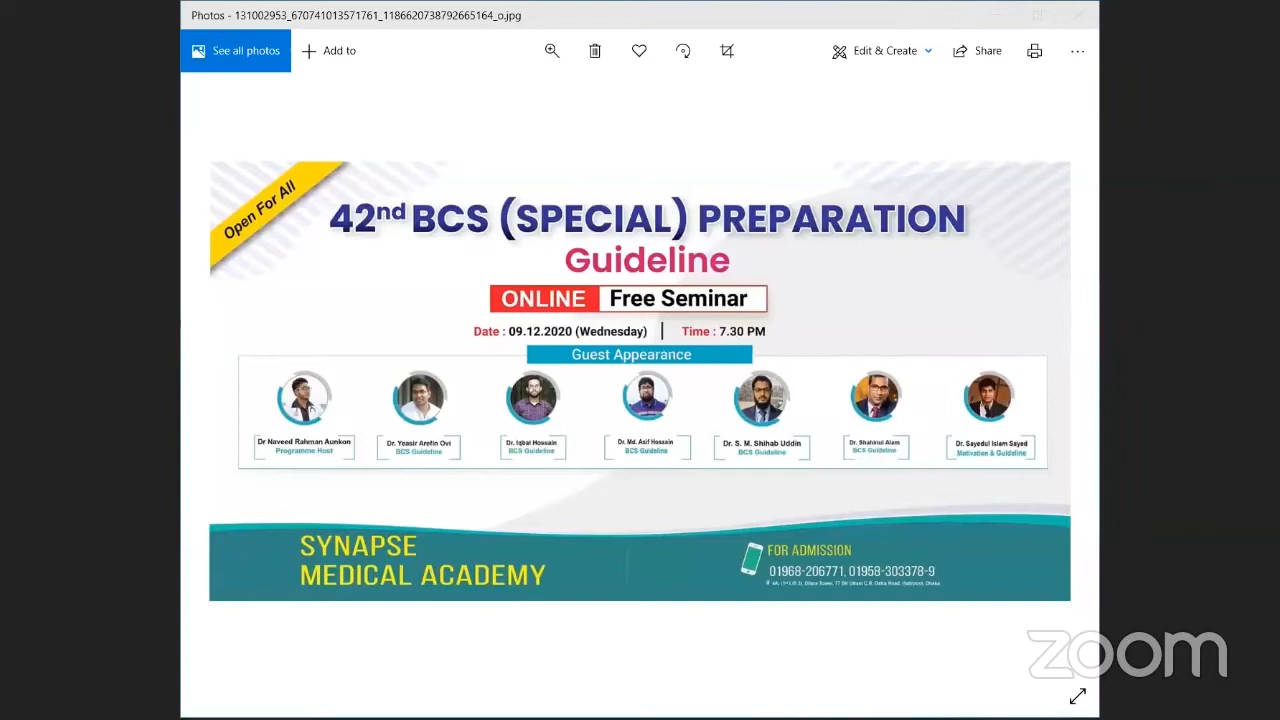 Photos - 131002953_670741013571761_1186620738792665164_o.jpg
See all photos
Add to
Edit & Create
Share
Open For All
42nd BCS (SPECIAL) PREPARATION
Guideline
ONLINE Free Seminar
Date : 09.12.2020 (Wednesday) | Time : 7.30 PM
Guest Appearance
Dr Naveed Rahman Aunkon
Programme Host
Dr. Yeasir Arefin Ovi
BCS Guideline
Dr. Iqbal Hossain
BCS Guideline
Dr. Md. Asif Hossain
BCS Guideline
Dr. S. M. Shihab Uddin
BCS Guideline
Dr. Shahinul Alam
BCS Guideline
Dr. Sayedul Islam Sayed
Motivation & Guideline
SYNAPSE
MEDICAL ACADEMY
FOR ADMISSION
01968-206771, 01958-303378-9
Road, Hatirpool, Dhaka
zoom